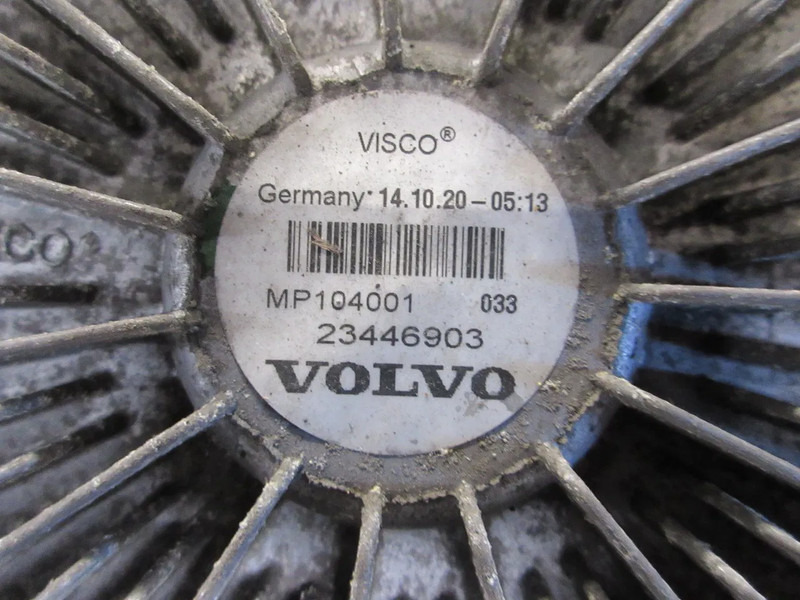 VISCO®
Germany 14.10.20-05:13
MP104001 033
23446903
VOLVO